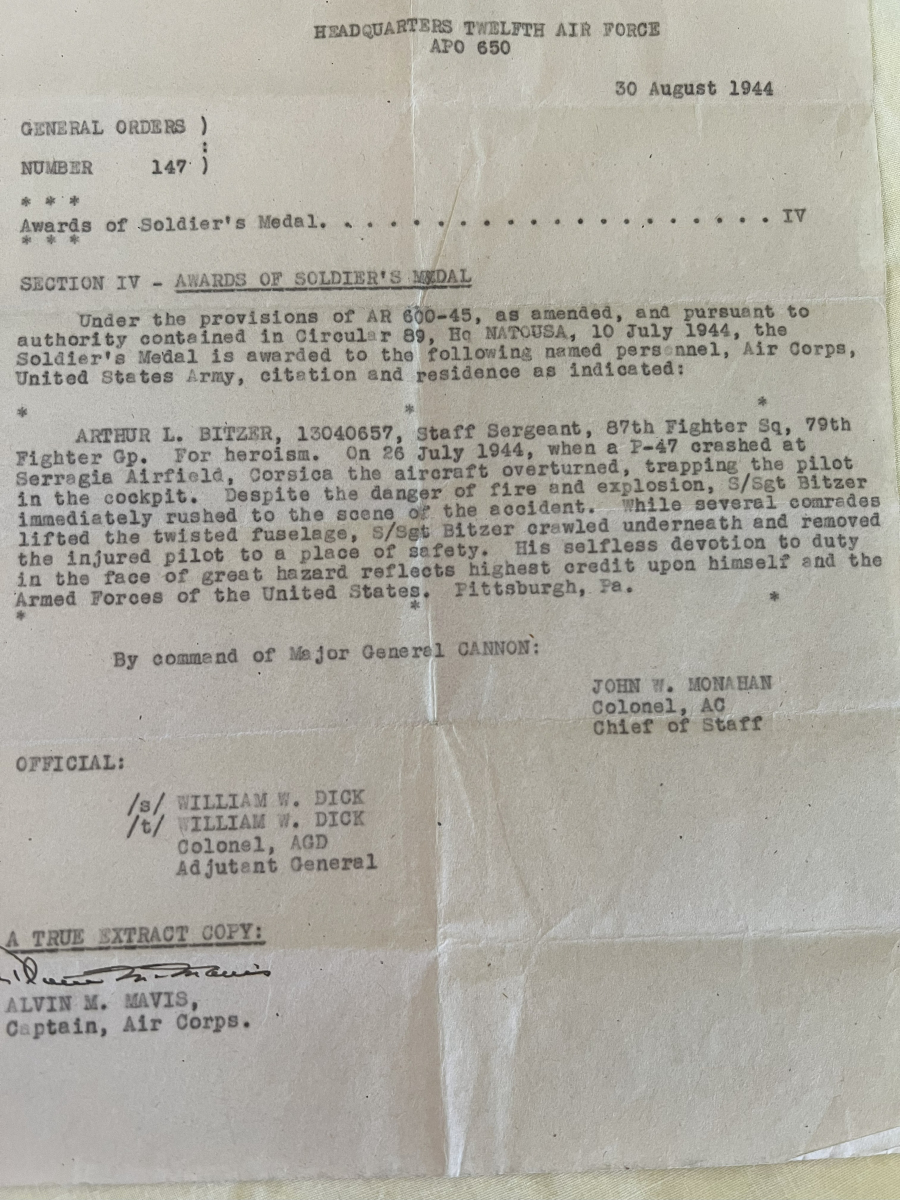 HEADQUARTERS TWELFTH AIR FORCE
APO 650
30 August 1944
GENERAL ORDERS )
:
NUMBER 147 )
* * *
Awards of Soldier's Medal. . . . . . . . . . . . . . . . . . . . IV
* * *
SECTION IV - AWARDS OF SOLDIER'S MEDAL
Under the provisions of AR 600-45, as amended, and pursuant to
authority contained in Circular 89, Hq NATOUSA, 10 July 1944, the
Soldier's Medal is awarded to the following named personnel, Air Corps,
United States Army, citation and residence as indicated:
* * *
ARTHUR L. BITZER, 13040657, Staff Sergeant, 87th Fighter Sq, 79th
Fighter Gp. For heroism. On 26 July 1944, when a P-47 crashed at
Serragia Airfield, Corsica the aircraft overturned, trapping the pilot
in the cockpit. Despite the danger of fire and explosion, S/Sgt Bitzer
immediately rushed to the scene of the accident. While several comrades
lifted the twisted fuselage, S/Sgt Bitzer crawled underneath and removed
the injured pilot to a place of safety. His selfless devotion to duty
in the face of great hazard reflects highest credit upon himself and the
Armed Forces of the United States. Pittsburgh, Pa.
* * *
By command of Major General CANNON:
JOHN W. MONAHAN
Colonel, AC
Chief of Staff
OFFICIAL:
/s/ WILLIAM W. DICK
/t/ WILLIAM W. DICK
Colonel, AGD
Adjutant General
A TRUE EXTRACT COPY:
M. Mavis
ALVIN M. MAVIS,
Captain, Air Corps.